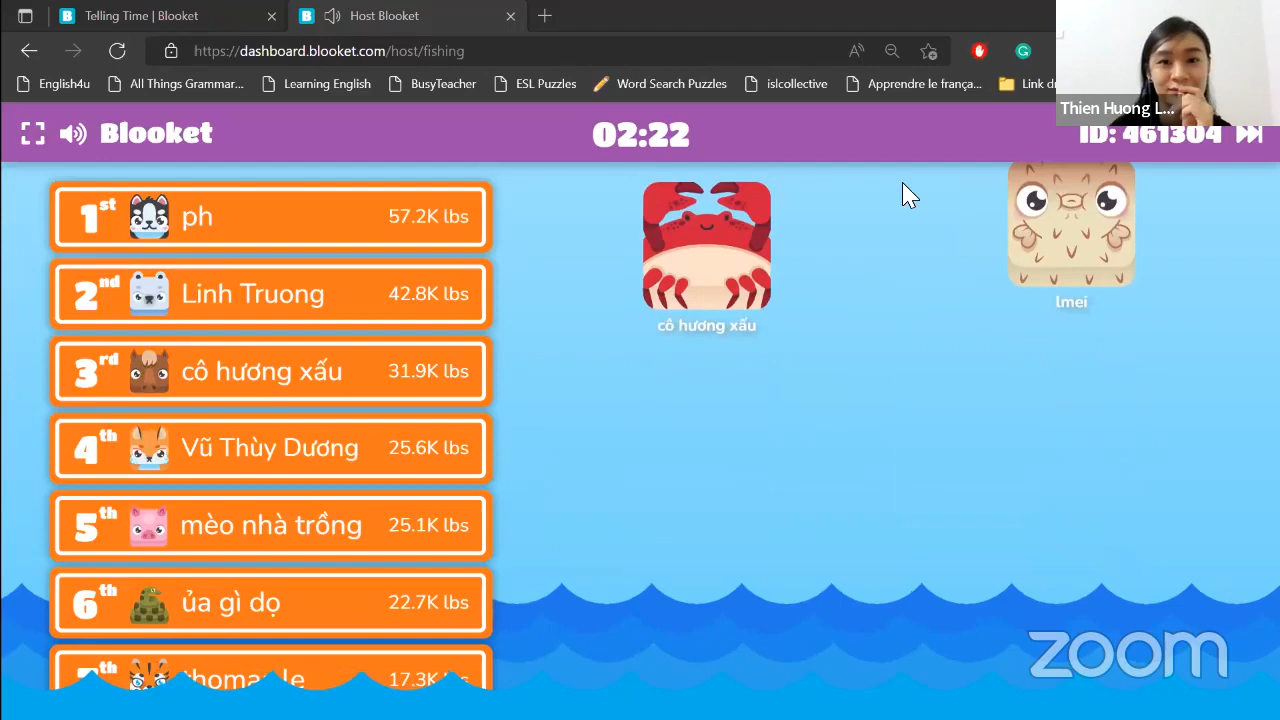 Telling Time | Blooket
Host Blooket
https://dashboard.blooket.com/host/fishing
English4u
All Things Grammar...
Learning English
BusyTeacher
ESL Puzzles
Word Search Puzzles
islcollective
Apprendre le frança...
Link d
Thien Huong L...
Blooket
02:22
ID: 461304
1st ph 57.2K lbs
2nd Linh Truong 42.8K lbs
3rd cô hương xấu 31.9K lbs
4th Vũ Thùy Dương 25.6K lbs
5th mèo nhà trồng 25.1K lbs
6th ủa gì dọ 22.7K lbs
17.3K lbs
cô hương xấu
lmei
zoom